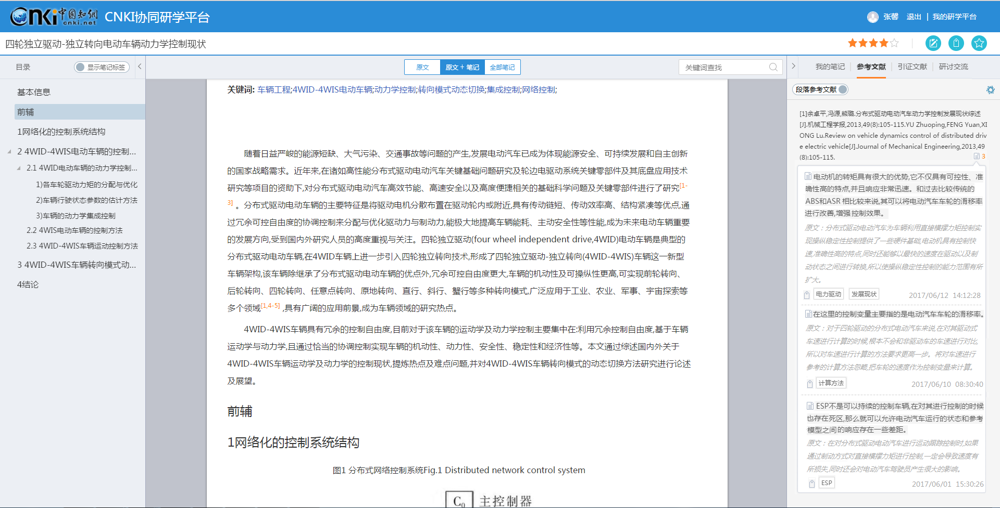 Cnki中国知网
cnki.net
CNKI协同研学平台
张馨 退出 | 我的研学平台
四轮独立驱动-独立转向电动车辆动力学控制现状
目录
显示笔记标签
原文
原文 + 笔记
全部笔记
关键词查找
我的笔记
参考文献
引证文献
研讨交流
基本信息
前辅
1网络化的控制系统结构
2 4WID-4WIS电动车辆的控制...
2.1 4WID电动车辆的动力学控制...
1)各车轮驱动力矩的分配与优化
2)车辆行驶状态参数的估计方法
3)车辆的动力学集成控制
2.2 4WIS电动车辆的控制方法
2.3 4WID-4WIS车辆运动控制方法
3 4WID-4WIS车辆转向模式动...
4结论
关键词: 车辆工程;4WID-4WIS电动车辆;动力学控制;转向模式动态切换;集成控制;网络控制;
随着日益严峻的能源短缺、大气污染、交通事故等问题的产生,发展电动汽车已成为体现能源安全、可持续发展和自主创新
的国家战略需求。近年来,在诸如高性能分布式驱动电动汽车关键基础问题研究及轮边电驱动系统关键零部件及其底盘应用技术
研究等项目的资助下,对分布式驱动电动汽车高效节能、高速安全以及高度便捷相关的基础科学问题及关键零部件进行了研究[1-
3] 。分布式驱动电动车辆的主要特征是将驱动电机分散布置在驱动轮内或附近,具有传动链短、传动效率高、结构紧凑等优点,通
过冗余可控自由度的协调控制来分配与优化驱动力与制动力,能极大地提高车辆能耗、主动安全性等性能,成为未来电动车辆重要
的发展方向,受到国内外研究人员的高度重视与关注。四轮独立驱动(four wheel independent drive,4WID)电动车辆是典型的
分布式驱动电动车辆,在4WID车辆上进一步引入四轮独立转向技术,形成了四轮独立驱动-独立转向(4WID-4WIS)车辆这一新型
车辆架构,该车辆除继承了分布式驱动电动车辆的优点外,冗余可控自由度更大,车辆的机动性及可操纵性更高,可实现前轮转向、
后轮转向、四轮转向、任意点转向、原地转向、直行、斜行、蟹行等多种转向模式,广泛应用于工业、农业、军事、宇宙探索等
多个领域[1,4-5] ,具有广阔的应用前景,成为车辆领域的研究热点。
4WID-4WIS车辆具有冗余的控制自由度,目前对于该车辆的运动学及动力学控制主要集中在:利用冗余控制自由度,基于车辆
运动学与动力学,且通过恰当的协调控制实现车辆的机动性、动力性、安全性、稳定性和经济性等。本文通过综述国内外关于
4WID-4WIS车辆运动学及动力学的控制现状,提炼热点及难点问题,并对4WID-4WIS车辆转向模式的动态切换方法研究进行论述
及展望。
前辅
1网络化的控制系统结构
图1 分布式网络控制系统Fig.1 Distributed network control system
C0 主控制器
段落参考文献
[1]余卓平,冯源,熊璐.分布式驱动电动汽车动力学控制发展现状综述
[J].机械工程学报,2013,49(8):105-115.YU Zhuoping,FENG Yuan,XI
ONG Lu.Review on vehicle dynamics control of distributed driv
e electric vehicle[J].Journal of Mechanical Engineering,2013,49
(8):105-115.
3
电动机的转矩具有很大的优势,它不仅具有可控性、准
确性高的特点,并且响应非常迅速。和过去比较传统的
ABS和ASR 相比较来说,其可以将电动汽车车轮的滑移率
进行改善,增强控制效果。
原文：分布式驱动电动汽车为车辆利用直接横摆力矩控制实
现操纵稳定性控制提供了一些硬件基础,电动机具有控制快
速,准确性高的特点,同时还能够以最快的速度在驱动以及制
动状态之间进行转换,所以使操纵稳定性控制的能力范围有所
扩大。
电力驱动 发展现状 2017/06/12 14:12:28
在这里的控制变量主要指的是电动汽车车轮的滑移率。
原文：对于四轮驱动的分布式电动汽车来说,在对其驱动式
车速进行计算的时候,根本不会和非驱动车的车速进行对比,
所以对车速进行计算的方法要求更高一步。将对车速进行
参考的计算方法忽略,把车轮的速度作为控制变量来计算。
计算方法 2017/06/10 08:30:40
ESP不是可以持续的控制车辆,在对其进行控制的时候
也存在死区,那么就可以允许电动汽车运行的状态和参考
模型之间的响应存在一些差距。
原文：在对分布式驱动电动汽车进行运动跟踪控制时,如果
通过制动方式对直接横摆力矩进行控制,一定会导致速度有
所损失,同时还会对电动汽车驾驶员产生很大的影响。
ESP 2017/06/01 15:30:26